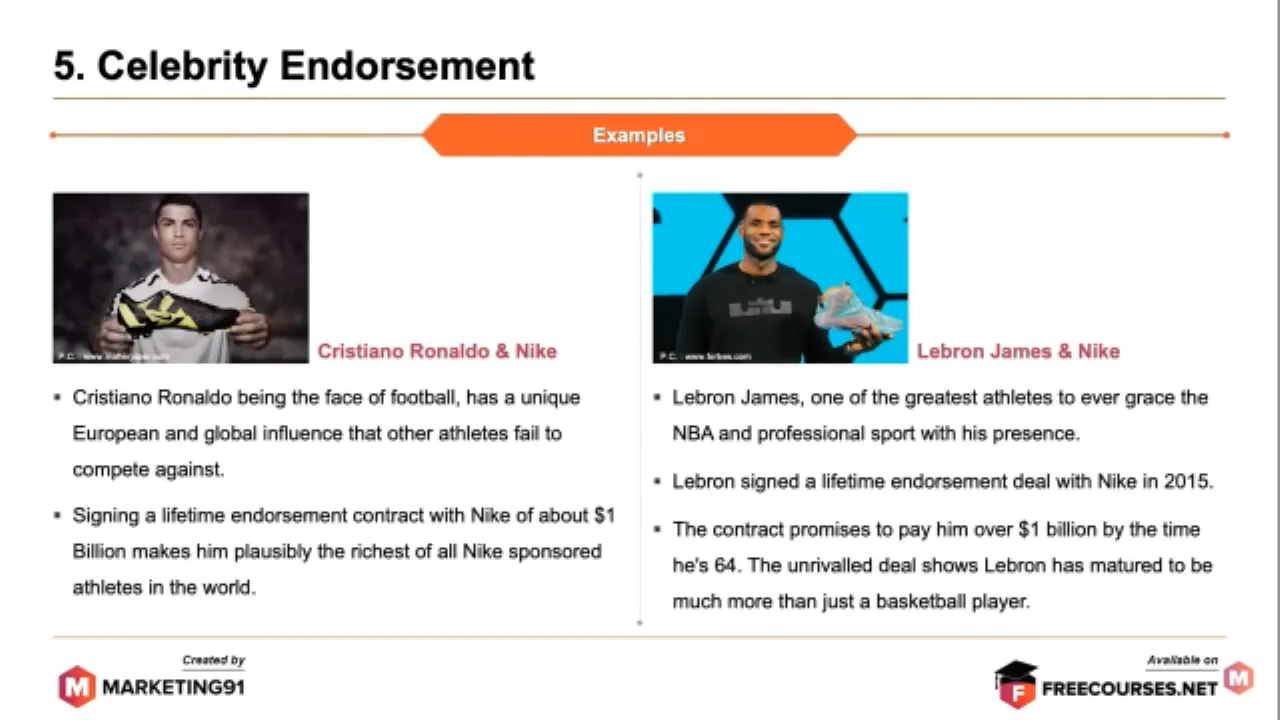 5. Celebrity Endorsement
Examples
P.C. : www.
Cristiano Ronaldo & Nike
Cristiano Ronaldo being the face of football, has a unique
European and global influence that other athletes fail to
compete against.
Signing a lifetime endorsement contract with Nike of about $1
Billion makes him plausibly the richest of all Nike sponsored
athletes in the world.
P.C. : www.forbes.com
Lebron James & Nike
Lebron James, one of the greatest athletes to ever grace the
NBA and professional sport with his presence.
Lebron signed a lifetime endorsement deal with Nike in 2015.
The contract promises to pay him over $1 billion by the time
he's 64. The unrivalled deal shows Lebron has matured to be
much more than just a basketball player.
Created by
M MARKETING91
Available on
F FREECOURSES.NET M